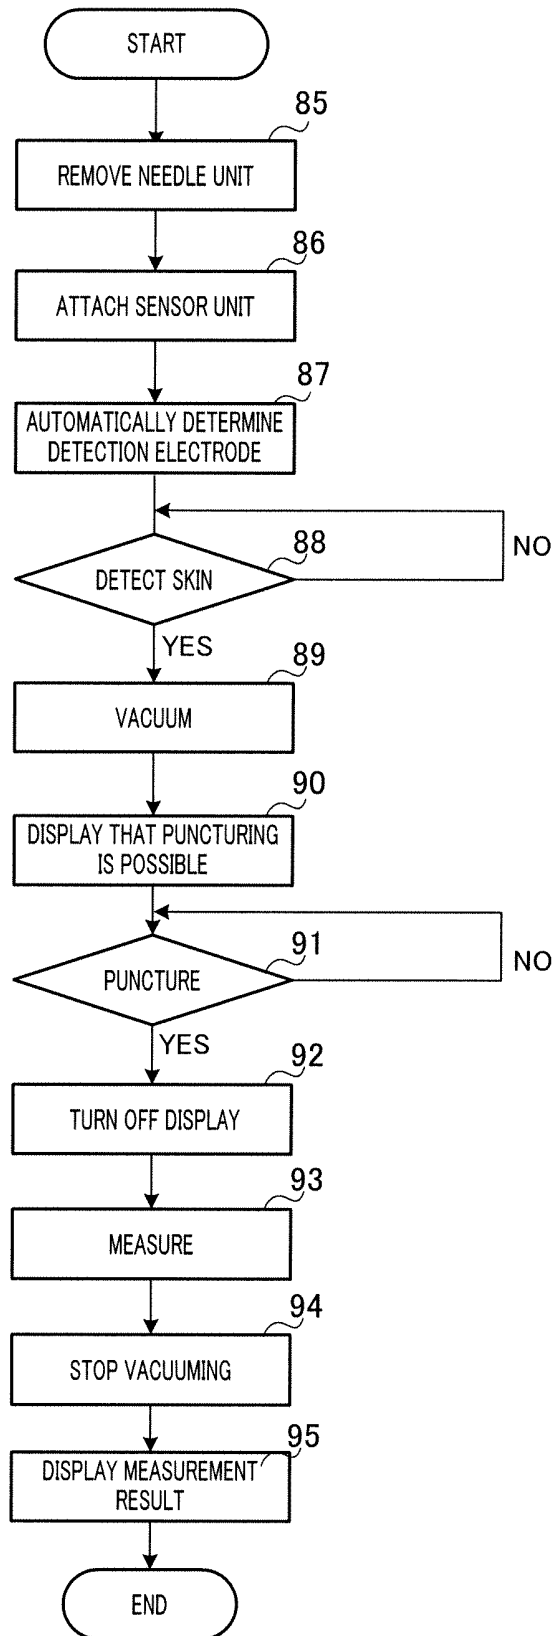 START
85
REMOVE NEEDLE UNIT
86
ATTACH SENSOR UNIT
87
AUTOMATICALLY DETERMINE
DETECTION ELECTRODE
88
NO
DETECT SKIN
YES
89
VACUUM
90
DISPLAY THAT PUNCTURING
IS POSSIBLE
91
NO
PUNCTURE
YES
92
TURN OFF DISPLAY
93
MEASURE
94
STOP VACUUMING
95
DISPLAY MEASUREMENT
RESULT
END